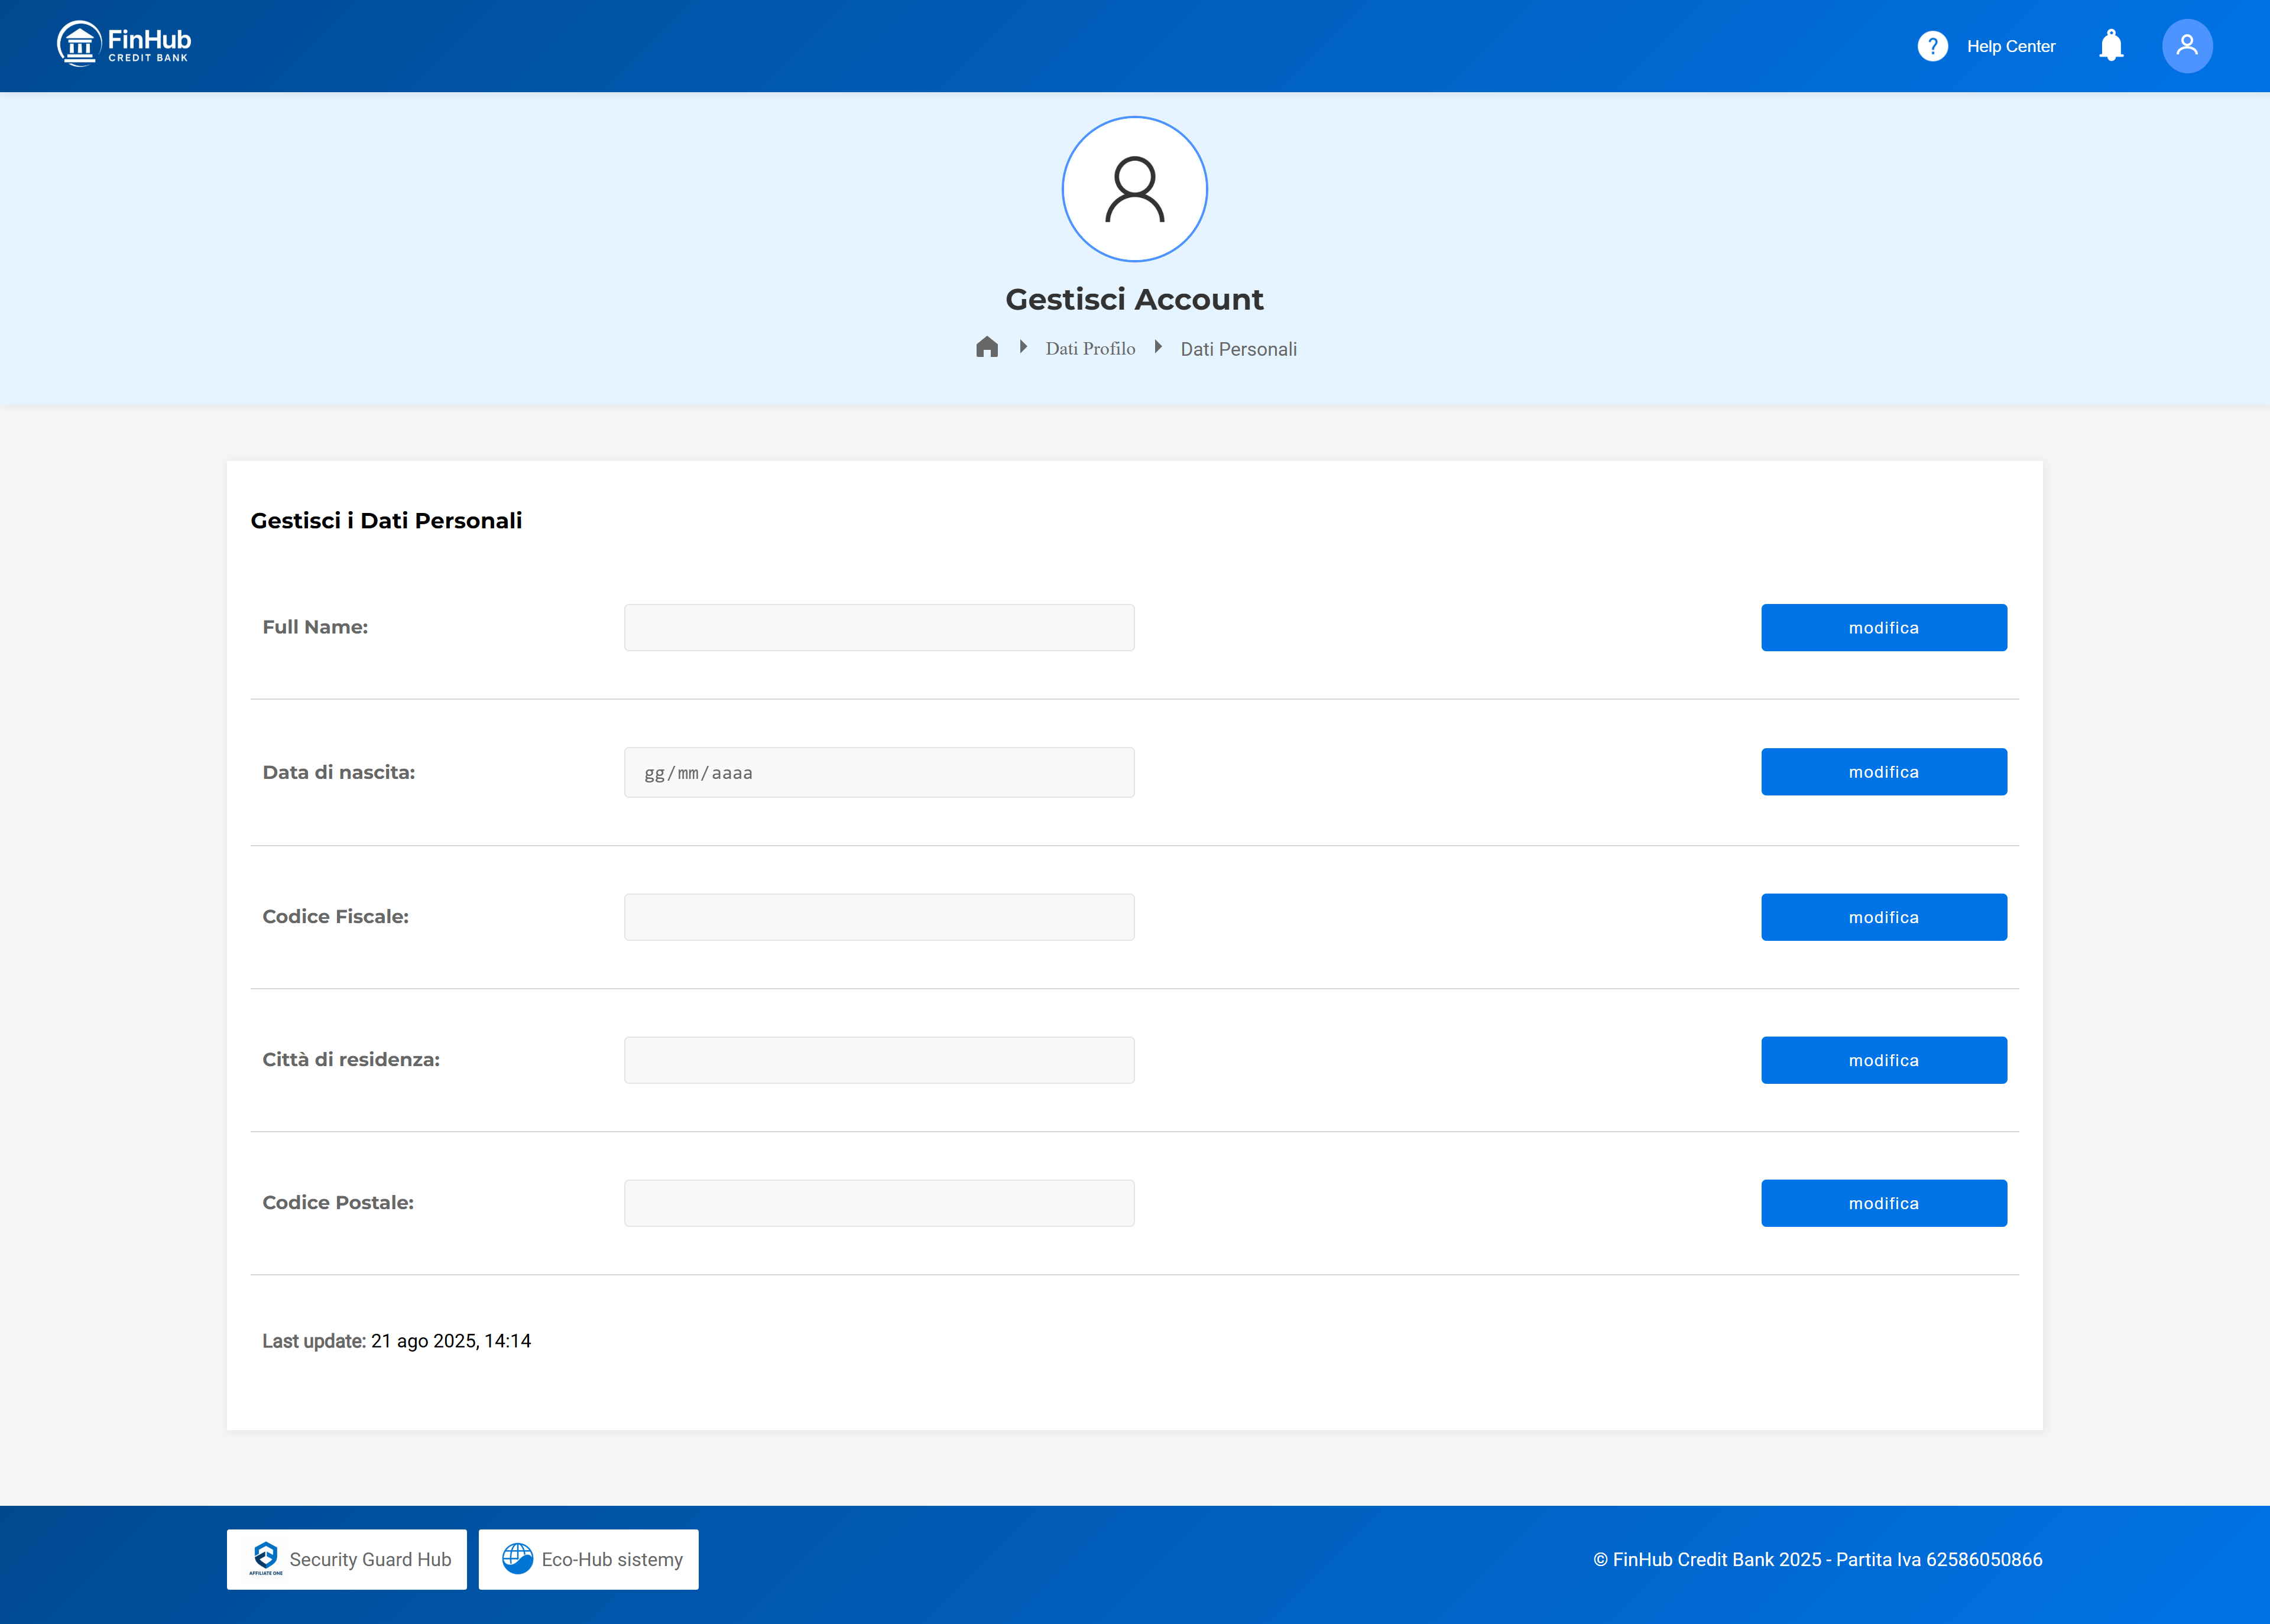 FinHub
CREDIT BANK
? Help Center
Gestisci Account
Dati Profilo Dati Personali
Gestisci i Dati Personali
Full Name: modifica
Data di nascita: gg/mm/aaaa modifica
Codice Fiscale: modifica
Città di residenza: modifica
Codice Postale: modifica
Last update: 21 ago 2025, 14:14
AFFILIATE ONE Security Guard Hub Eco-Hub sistemy © FinHub Credit Bank 2025 - Partita Iva 62586050866